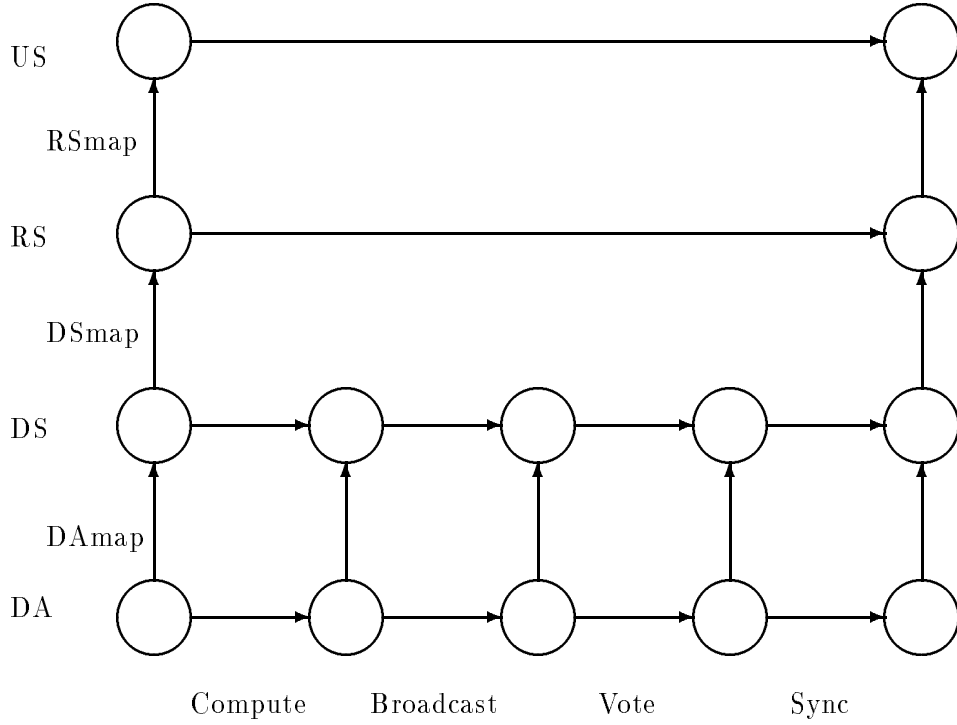 US
RSmap
RS
DSmap
DS
DAmap
DA
Compute Broadcast Vote Sync